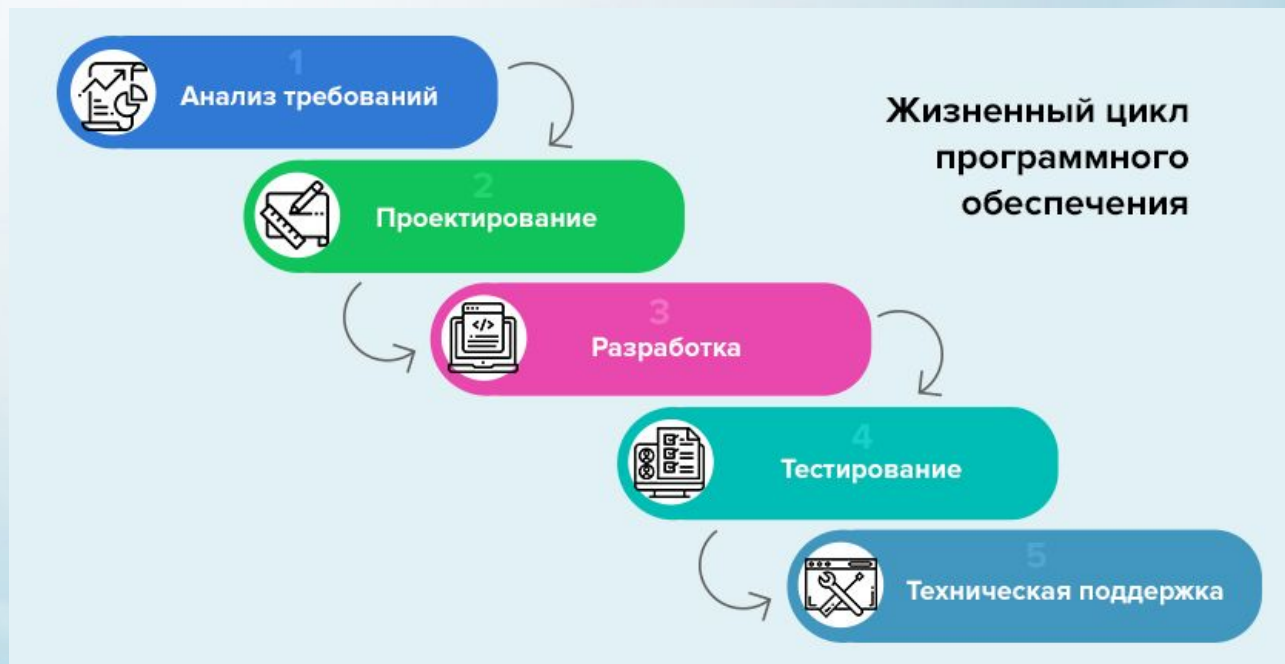 1
Анализ требований
Жизненный цикл
программного
обеспечения
2
Проектирование
</>
3
Разработка
4
Тестирование
5
Техническая поддержка